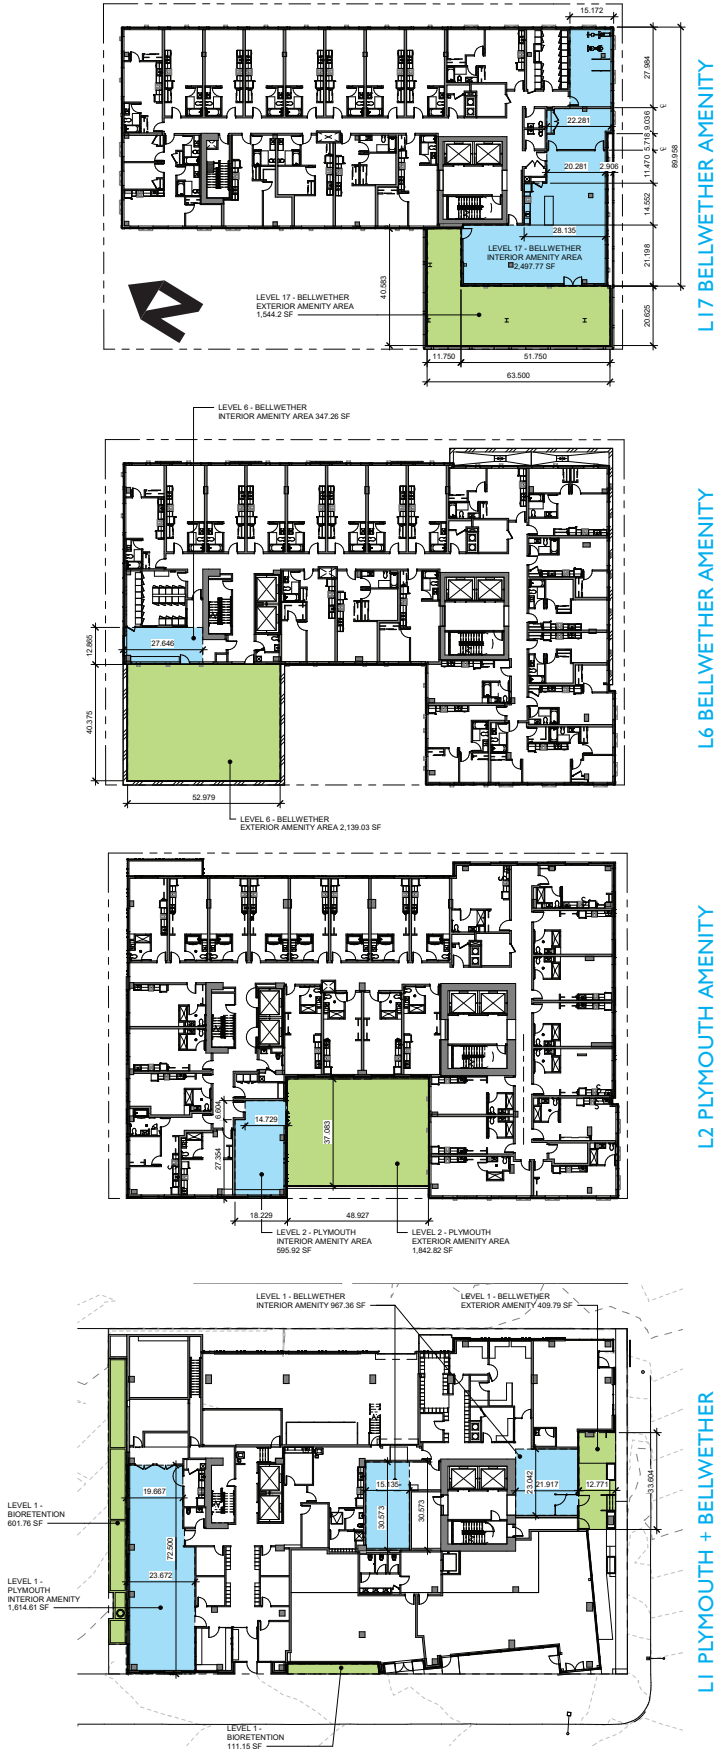 15.172
27.984
22.281
9.036
5.718
20.281
2.906
11.470
89.958
14.552
28.135
LEVEL 17 - BELLWETHER
INTERIOR AMENITY AREA
2,497.77 SF
21.198
40.583
LEVEL 17 - BELLWETHER
EXTERIOR AMENITY AREA
1,544.2 SF
20.625
11.750
51.750
63.500
L17 BELLWETHER AMENITY
LEVEL 6 - BELLWETHER
INTERIOR AMENITY AREA 347.26 SF
12.865
27.646
40.375
52.979
LEVEL 6 - BELLWETHER
EXTERIOR AMENITY AREA 2,139.03 SF
L6 BELLWETHER AMENITY
6.604
14.729
37.083
27.354
18.229
48.927
LEVEL 2 - PLYMOUTH
INTERIOR AMENITY AREA
595.92 SF
LEVEL 2 - PLYMOUTH
EXTERIOR AMENITY AREA
1,842.82 SF
L2 PLYMOUTH AMENITY
LEVEL 1 - BELLWETHER
INTERIOR AMENITY 967.36 SF
LEVEL 1 - BELLWETHER
EXTERIOR AMENITY 409.79 SF
19.667
15.135
23.042
21.917
12.771
33.604
LEVEL 1 -
BIORETENTION
601.76 SF
30.573
30.573
72.500
23.672
LEVEL 1 -
PLYMOUTH
INTERIOR AMENITY
1,614.61 SF
LEVEL 1 -
BIORETENTION
111.15 SF
L1 PLYMOUTH + BELLWETHER